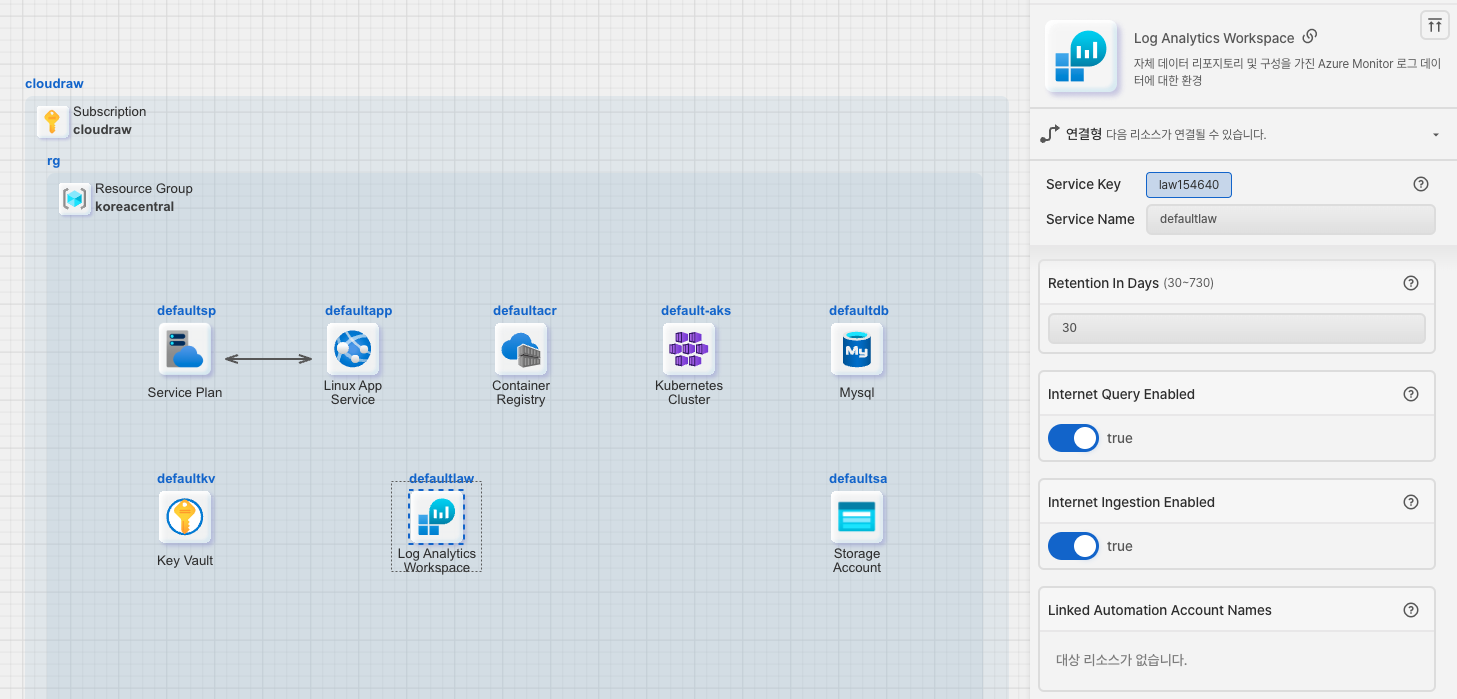 cloudraw
Subscription
cloudraw
rg
Resource Group
koreacentral
defaultsp
defaultapp
defaultacr
default-aks
defaultdb
Service Plan
Linux App
Service
Container
Registry
Kubernetes
Cluster
My
Mysql
defaultkv
defaultlaw
defaultsa
Key Vault
Log Analytics
Workspace
Storage
Account
Log Analytics Workspace
자체 데이터 리포지토리 및 구성을 가진 Azure Monitor 로그 데이
터에 대한 환경
연결형 다음 리소스가 연결될 수 있습니다.
Service Key law154640
Service Name defaultlaw
Retention In Days (30~730)
30
Internet Query Enabled
true
Internet Ingestion Enabled
true
Linked Automation Account Names
대상 리소스가 없습니다.